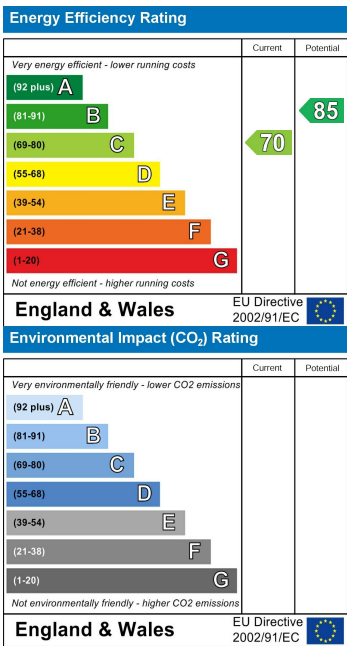 Energy Efficiency Rating
Current Potential
Very energy efficient - lower running costs
(92 plus) A
(81-91) B
(69-80) C
(55-68) D
(39-54) E
(21-38) F
(1-20) G
70
85
Not energy efficient - higher running costs
England & Wales
EU Directive
2002/91/EC
Environmental Impact (CO₂) Rating
Current Potential
Very environmentally friendly - lower CO2 emissions
(92 plus) A
(81-91) B
(69-80) C
(55-68) D
(39-54) E
(21-38) F
(1-20) G
Not environmentally friendly - higher CO2 emissions
England & Wales
EU Directive
2002/91/EC